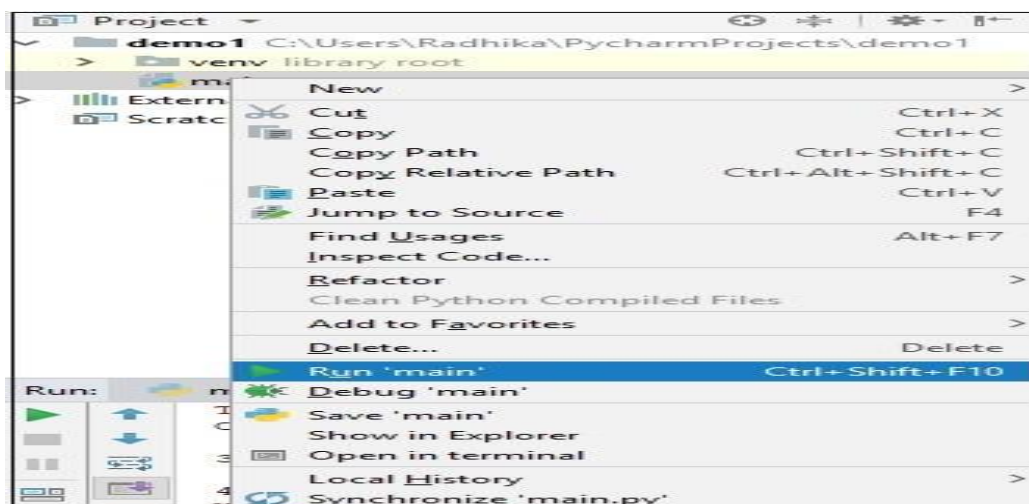 Project
demo1 C:\Users\Radhika\PycharmProjects\demo1
venv library root
ma
Extern
Scratc
New
Cut Ctrl+X
Copy Ctrl+C
Copy Path Ctrl+Shift+C
Copy Relative Path Ctrl+Alt+Shift+C
Paste Ctrl+V
Jump to Source F4
Find Usages Alt+F7
Inspect Code...
Refactor
Clean Python Compiled Files
Add to Favorites
Delete... Delete
Run 'main' Ctrl+Shift+F10
Debug 'main'
Save 'main'
Show in Explorer
Open in terminal
Local History
Synchronize 'main.py'
Run: m